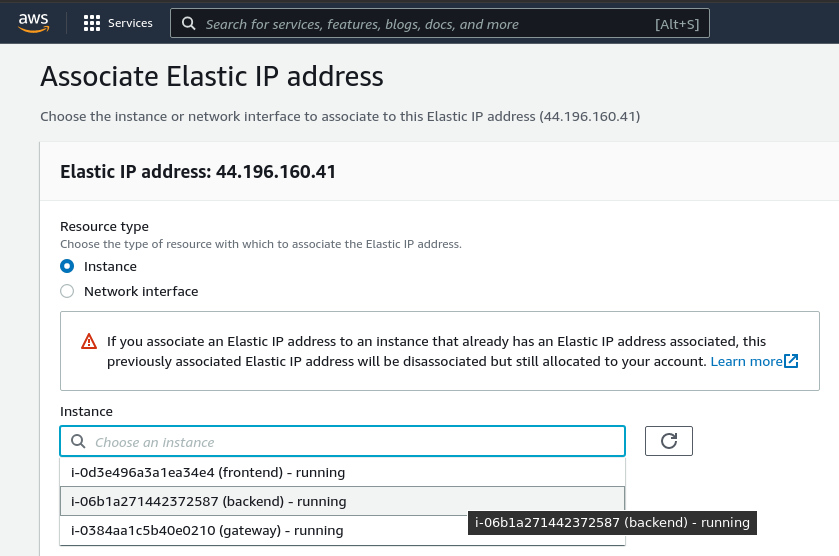 aws
Services
Search for services, features, blogs, docs, and more
[Alt+S]
Associate Elastic IP address
Choose the instance or network interface to associate to this Elastic IP address (44.196.160.41)
Elastic IP address: 44.196.160.41
Resource type
Choose the type of resource with which to associate the Elastic IP address.
Instance
Network interface
If you associate an Elastic IP address to an instance that already has an Elastic IP address associated, this
previously associated Elastic IP address will be disassociated but still allocated to your account. Learn more
Instance
Choose an instance
i-0d3e496a3a1ea34e4 (frontend) - running
i-06b1a271442372587 (backend) - running
i-06b1a271442372587 (backend) - running
i-0384aa1c5b40e0210 (gateway) - running